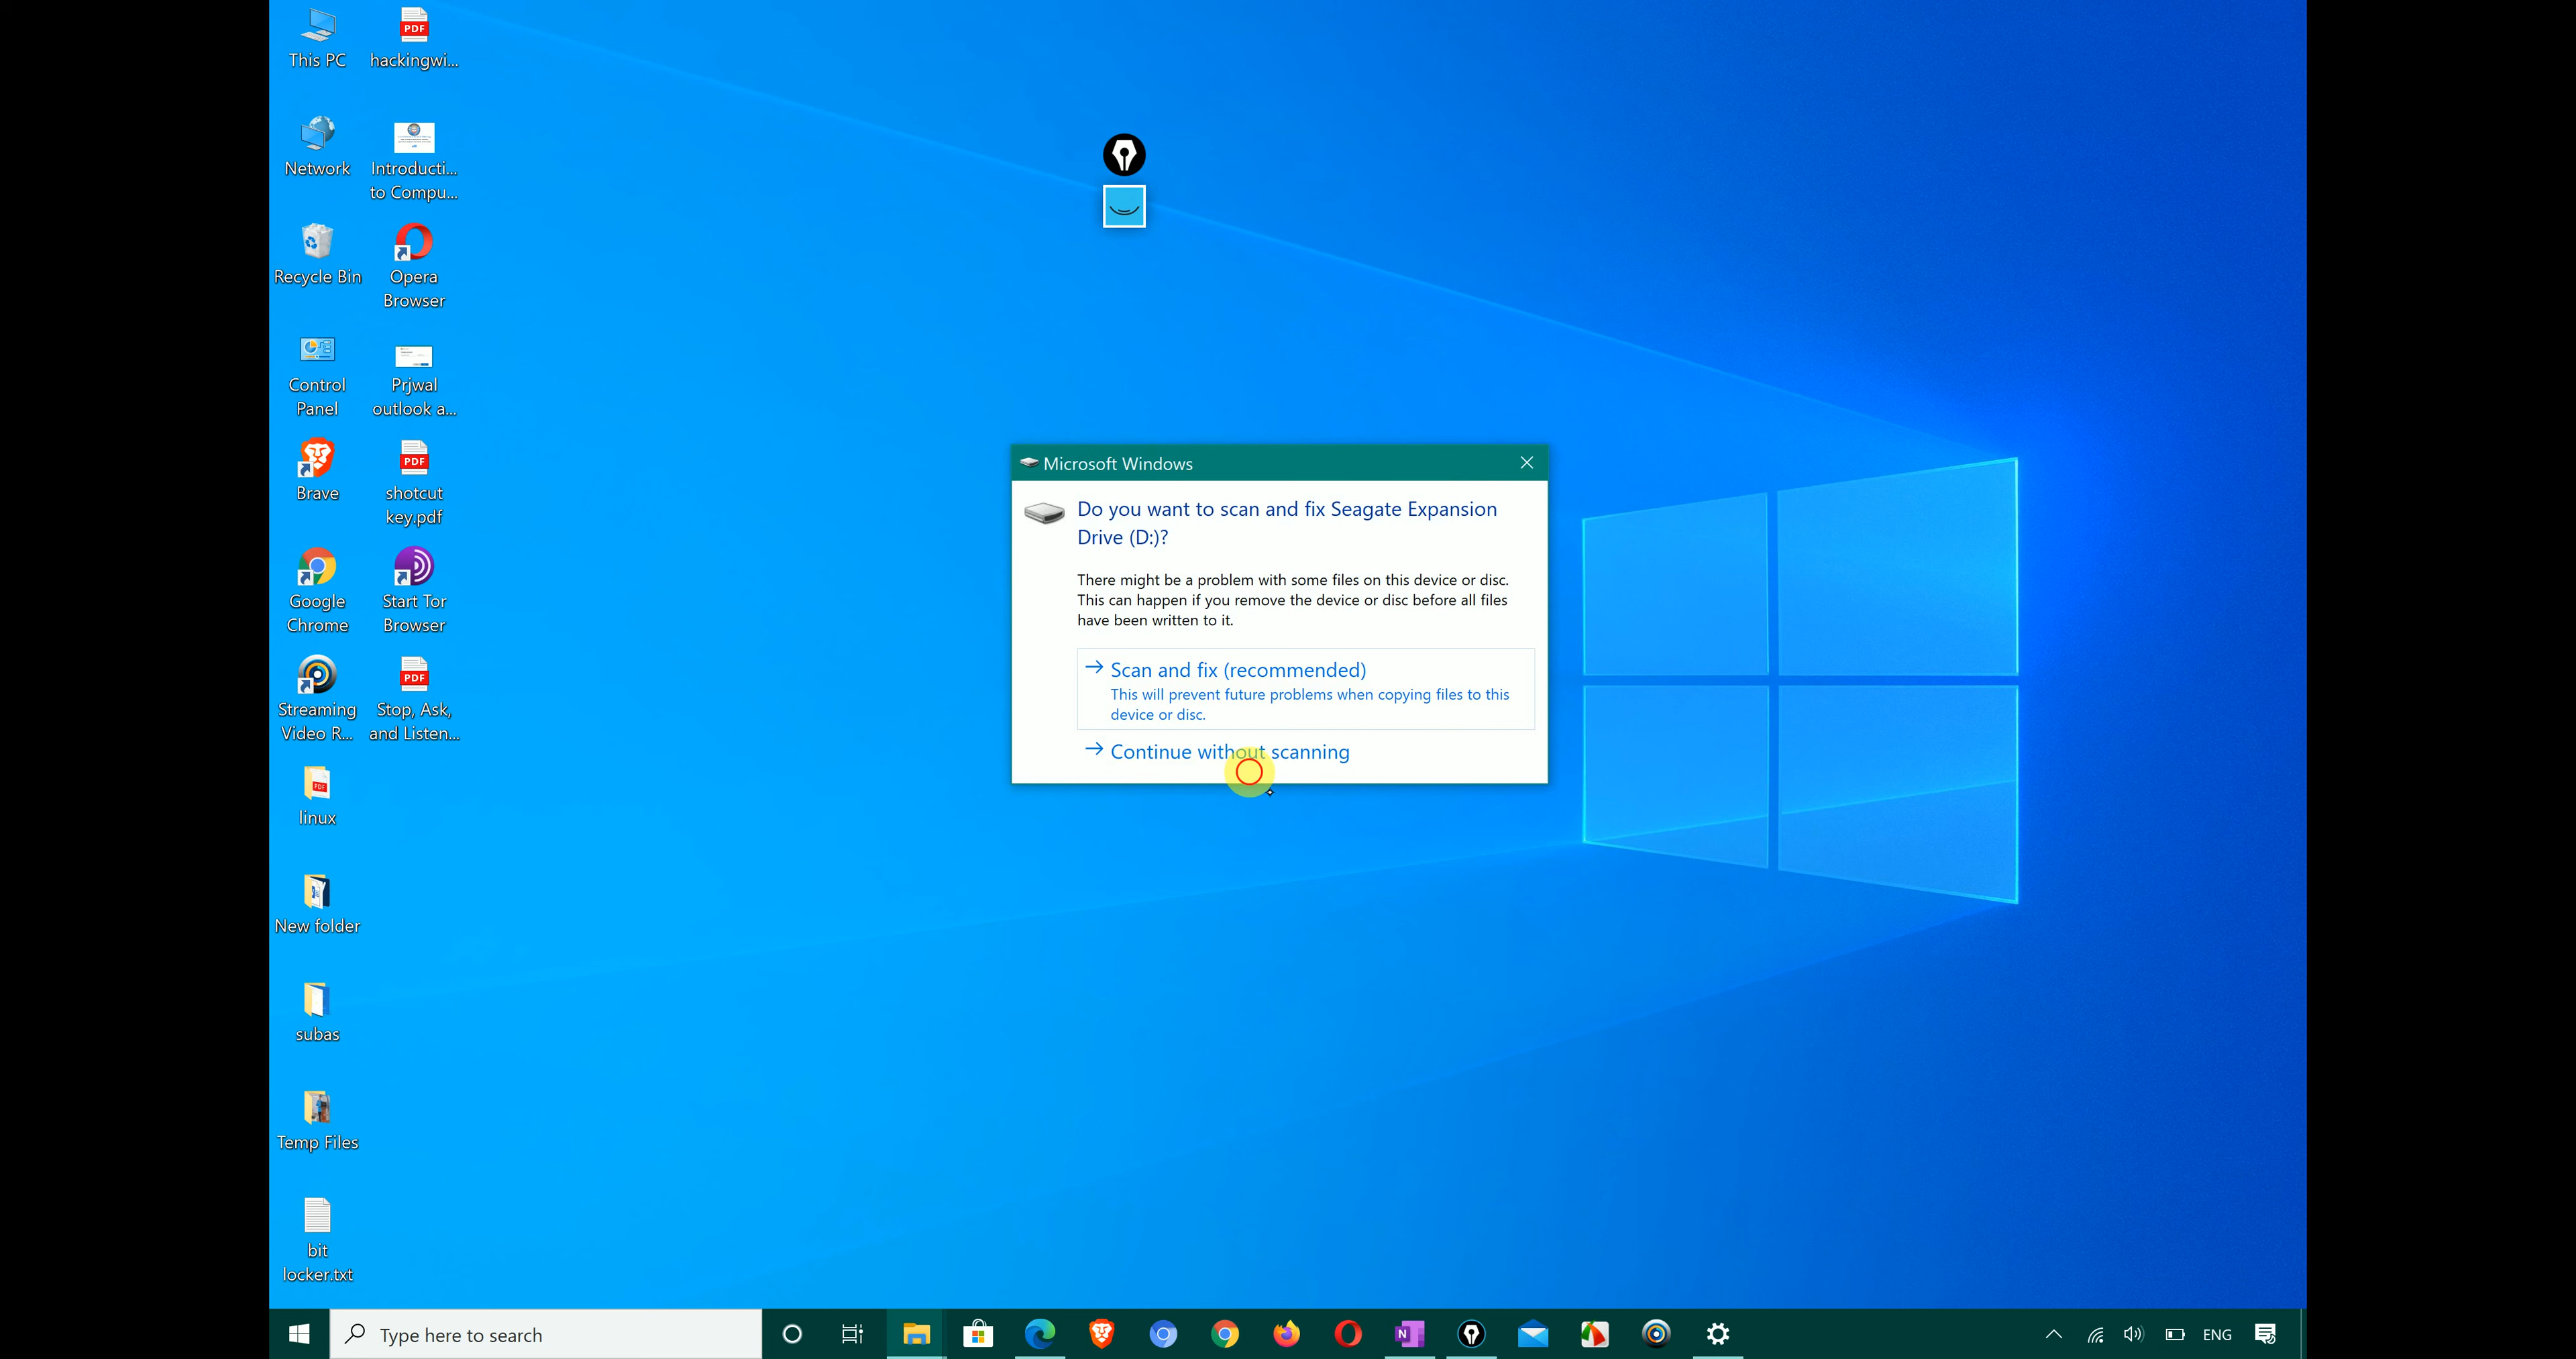 This PC
hackingwi...
Network
Introducti...
to Compu...
Recycle Bin
Opera
Browser
Control
Panel
Prjwal
outlook a...
Brave
shotcut
key.pdf
Google
Chrome
Start Tor
Browser
Streaming
Video R...
Stop, Ask,
and Listen...
linux
New folder
subas
Temp Files
bit
locker.txt
PDF
PDF
PDF
PDF
Microsoft Windows
Do you want to scan and fix Seagate Expansion
Drive (D:)?
There might be a problem with some files on this device or disc.
This can happen if you remove the device or disc before all files
have been written to it.
Scan and fix (recommended)
This will prevent future problems when copying files to this
device or disc.
Continue without scanning
Type here to search
N
ENG